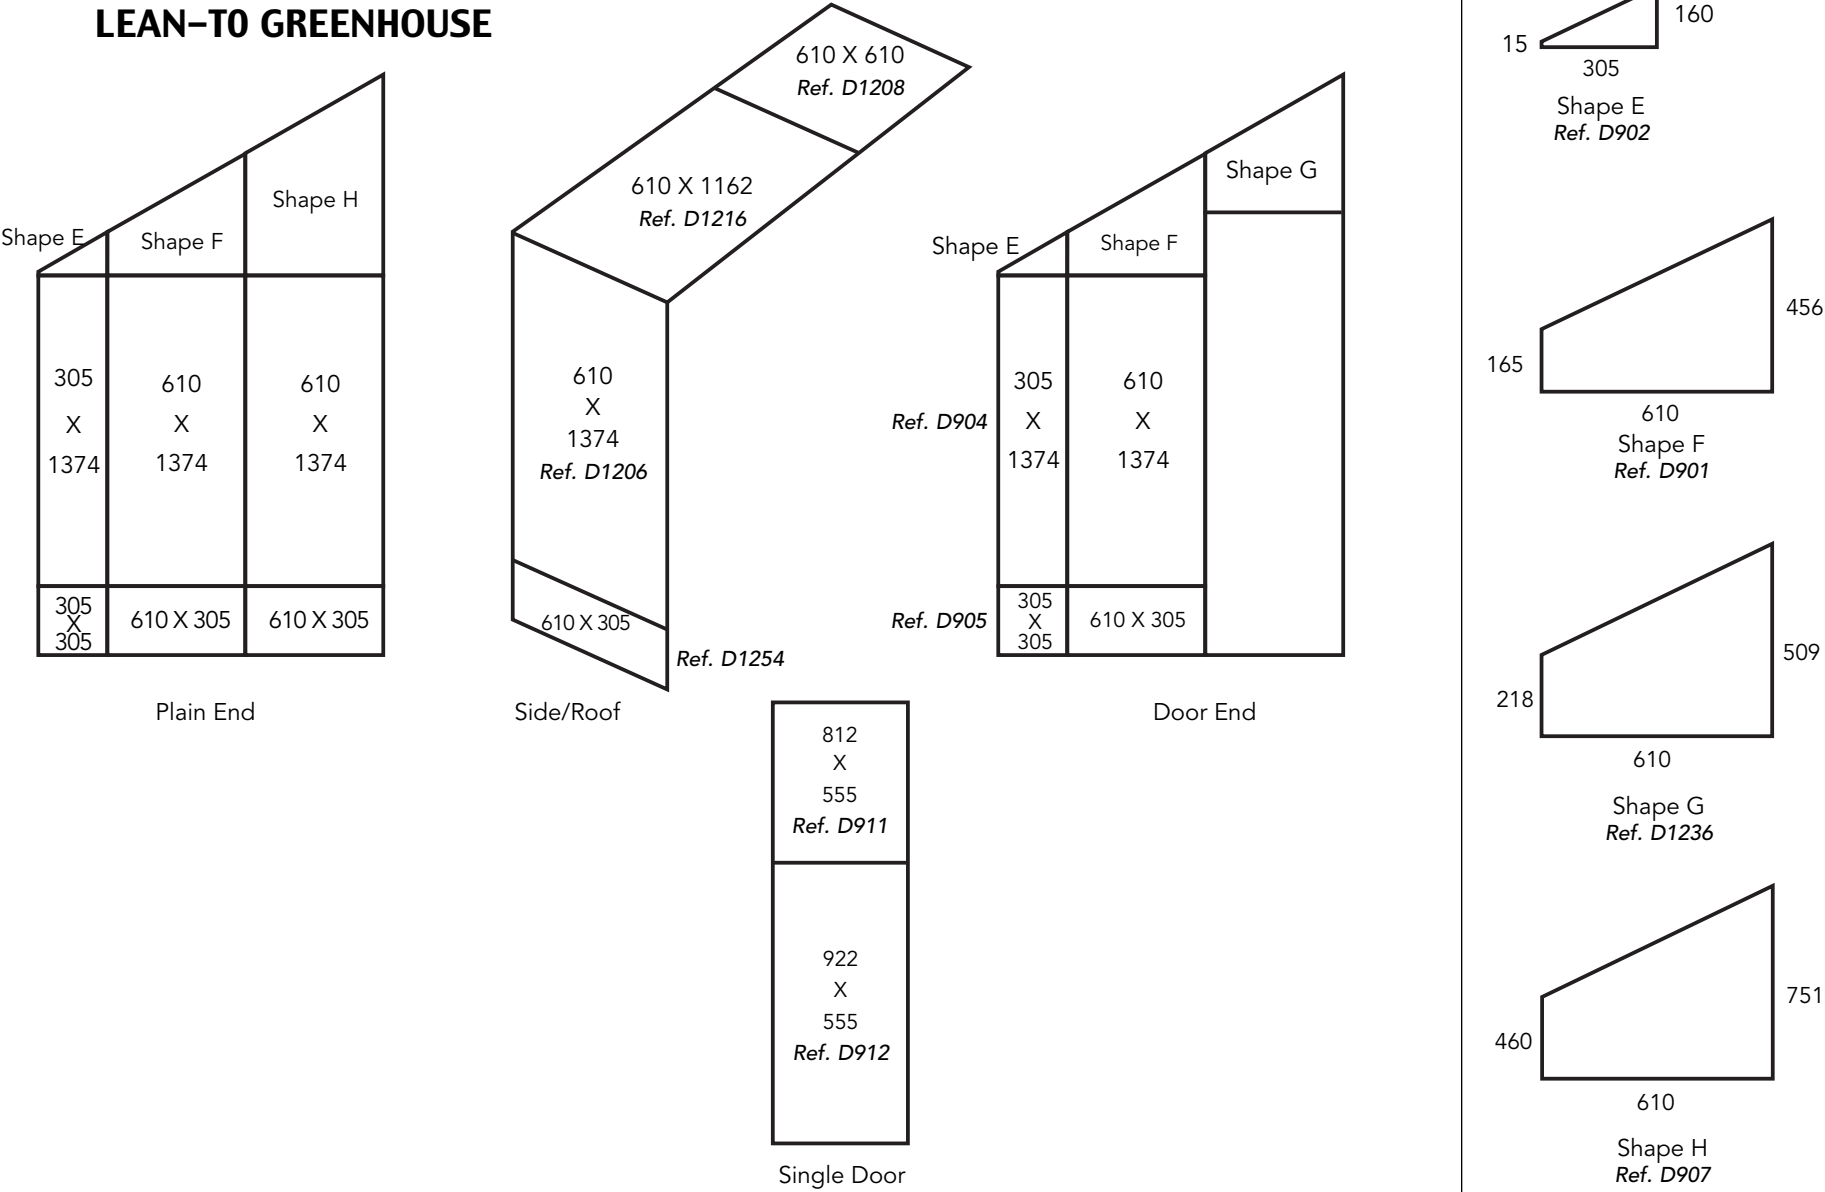 LEAN–T0 GREENHOUSE
Shape E
Shape F
Shape H
305
X
1374
610
X
1374
610
X
1374
305
X
305
610 X 305
610 X 305
Plain End
610 X 610
Ref. D1208
610 X 1162
Ref. D1216
610
X
1374
Ref. D1206
610 X 305
Ref. D1254
Side/Roof
Shape E
Shape F
Shape G
Ref. D904
305
X
1374
610
X
1374
Ref. D905
305
X
305
610 X 305
Door End
812
X
555
Ref. D911
922
X
555
Ref. D912
Single Door
15
160
305
Shape E
Ref. D902
165
456
610
Shape F
Ref. D901
218
509
610
Shape G
Ref. D1236
460
751
610
Shape H
Ref. D907